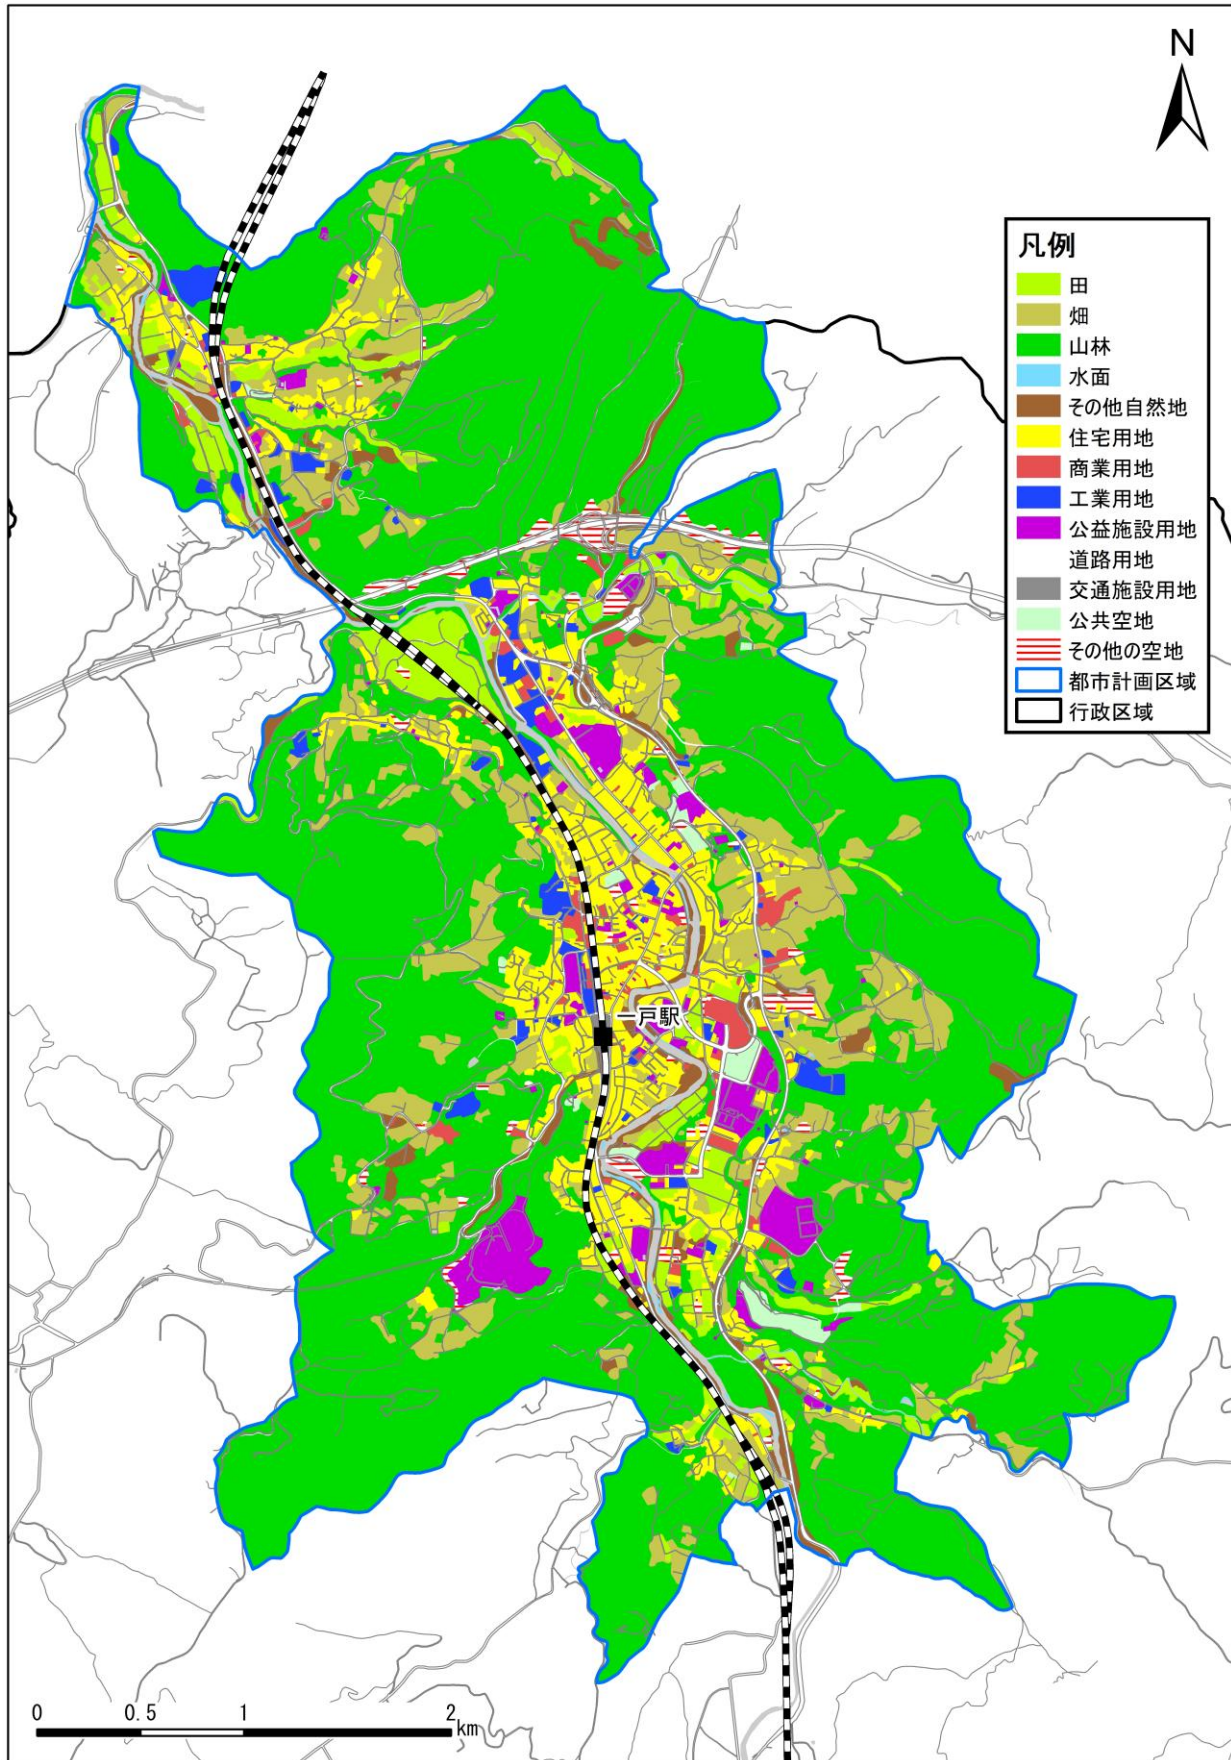 N
凡例
田
畑
山林
水面
その他自然地
住宅用地
商業用地
工業用地
公益施設用地
道路用地
交通施設用地
公共空地
その他の空地
都市計画区域
行政区域
一戸駅
0 0.5 1 2 km